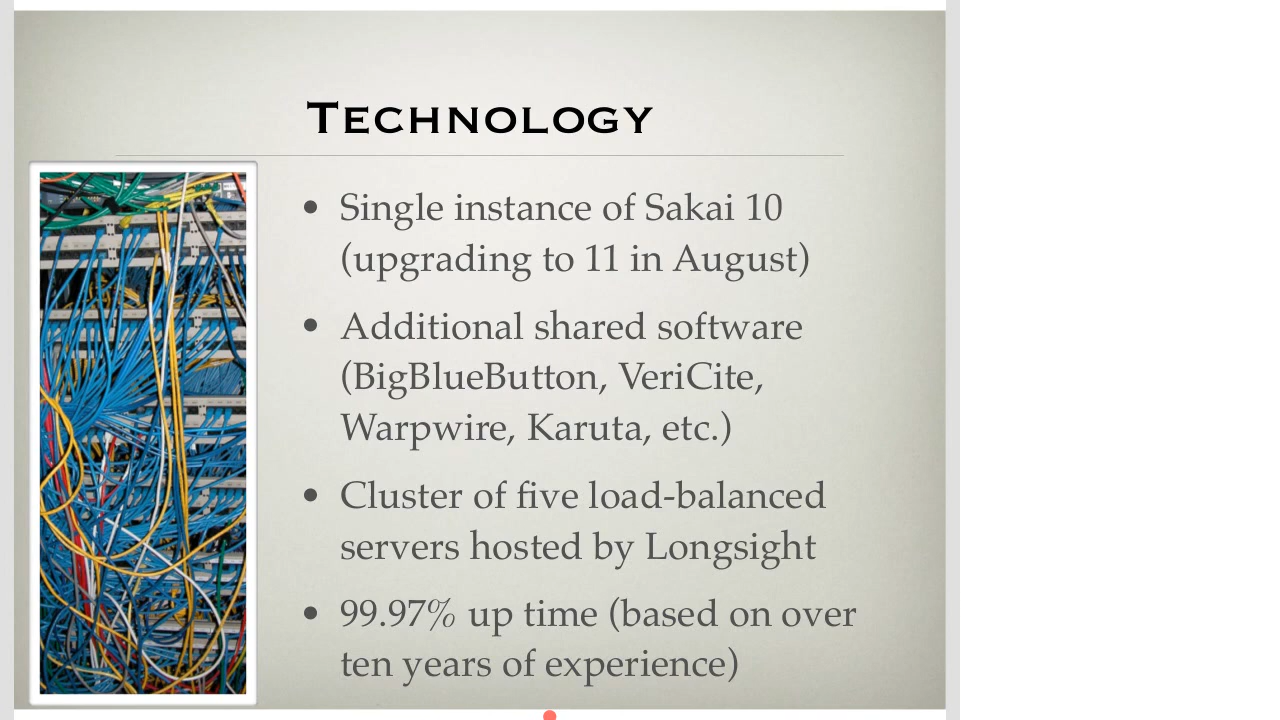 Technology
• Single instance of Sakai 10
(upgrading to 11 in August)
• Additional shared software
(BigBlueButton, VeriCite,
Warpwire, Karuta, etc.)
• Cluster of five load-balanced
servers hosted by Longsight
• 99.97% up time (based on over
ten years of experience)